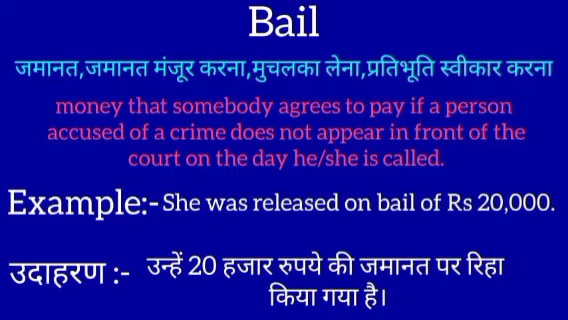 Bail
जमानत,जमानत मंजूर करना,मुचलका लेना,प्रतिभूति स्वीकार करना
money that somebody agrees to pay if a person
accused of a crime does not appear in front of the
court on the day he/she is called.
Example:- She was released on bail of Rs 20,000.
उदाहरण :- उन्हें 20 हजार रुपये की जमानत पर रिहा
किया गया है।